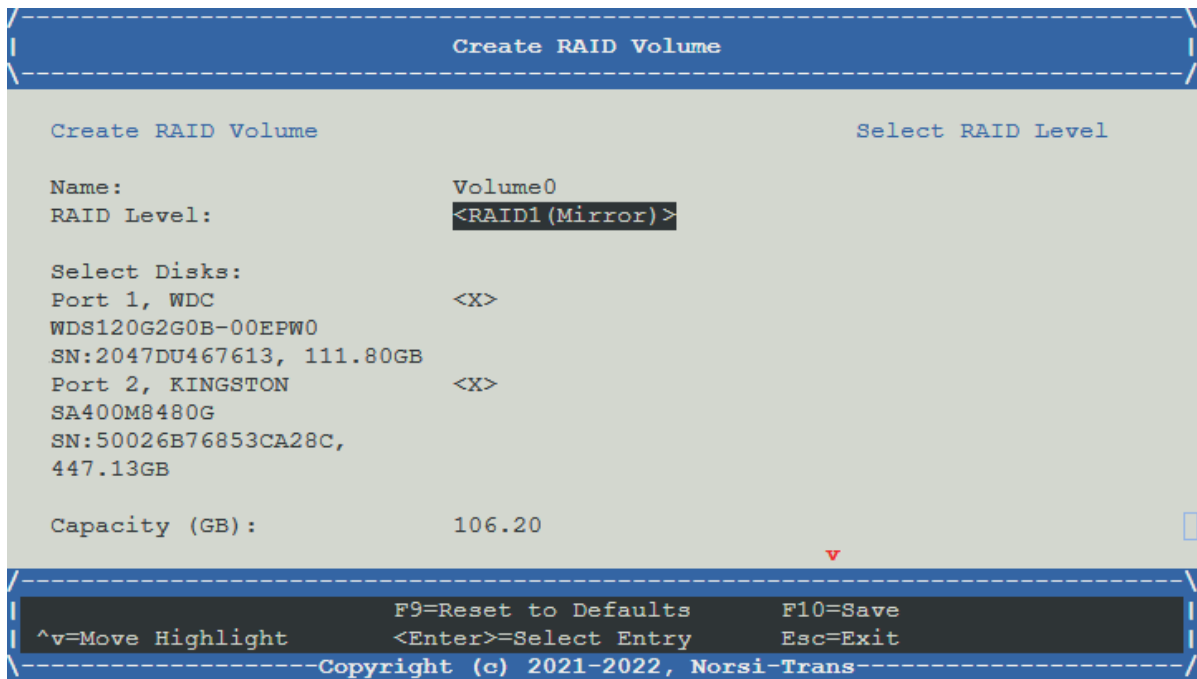 Create RAID Volume
Create RAID Volume Select RAID Level
Name: Volume0
RAID Level: <RAID1(Mirror)>
Select Disks:
Port 1, WDC <X>
WDS120G2G0B-00EPW0
SN:2047DU467613, 111.80GB
Port 2, KINGSTON <X>
SA400M8480G
SN:50026B76853CA28C,
447.13GB
Capacity (GB): 106.20
v
F9=Reset to Defaults F10=Save
^v=Move Highlight <Enter>=Select Entry Esc=Exit
Copyright (c) 2021-2022, Norsi-Trans